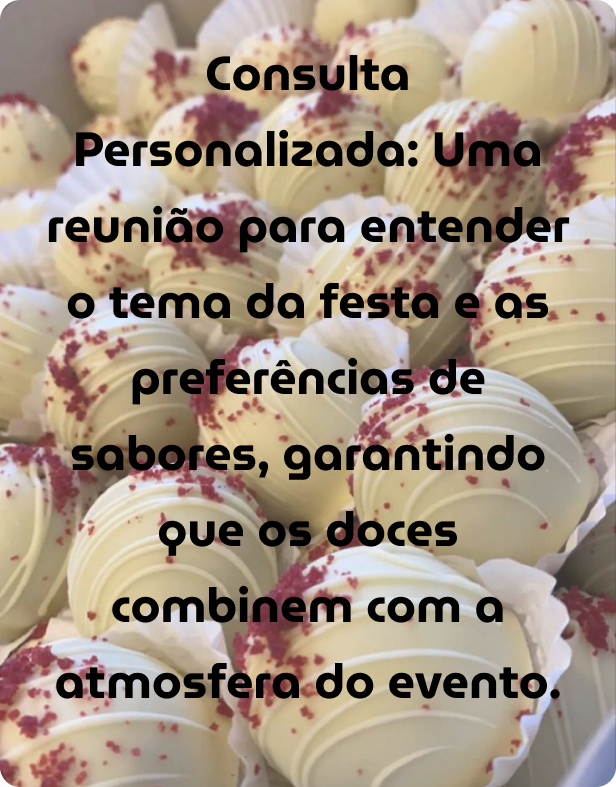 Consulta
Personalizada: Uma
reunião para entender
o tema da festa e as
preferências de
sabores, garantindo
que os doces
combinem com a
atmosfera do evento.